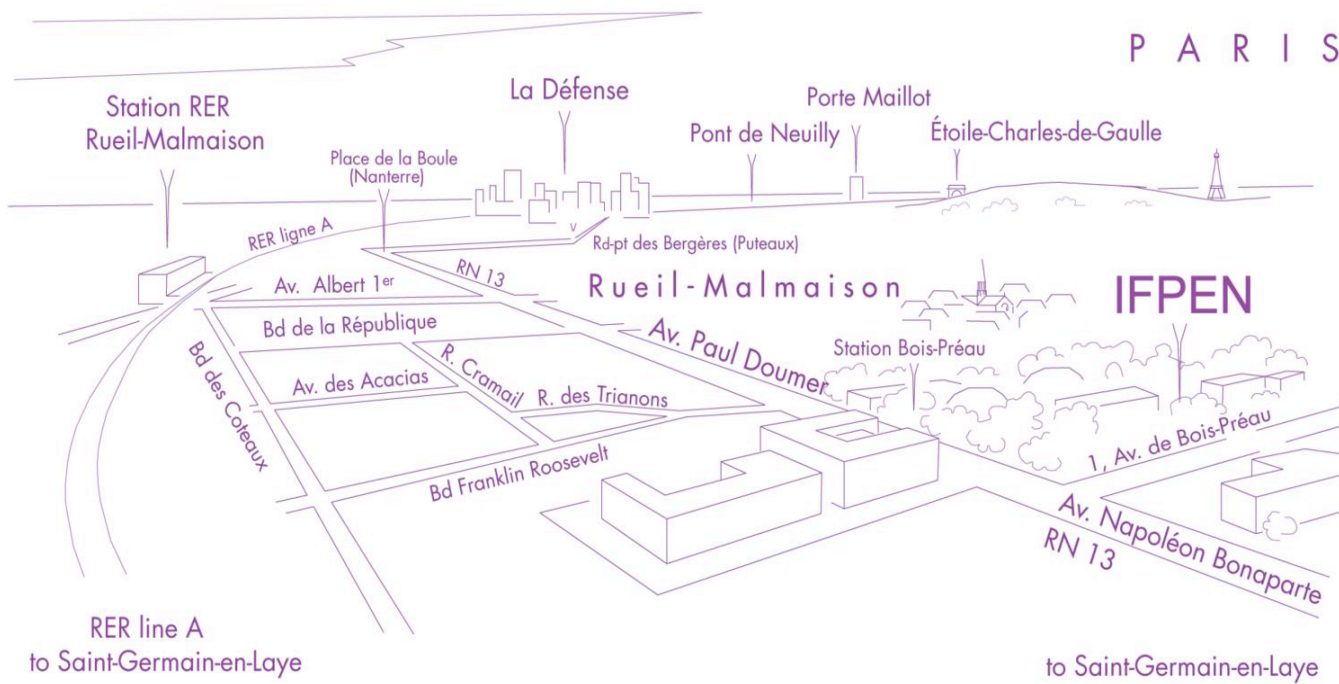 PARIS
La Défense
Porte Maillot
Station RER
Rueil-Malmaison
Pont de Neuilly
Étoile-Charles-de-Gaulle
Place de la Boule
(Nanterre)
RER ligne A
Rd-pt des Bergères (Puteaux)
RN 13
Av. Albert 1er
Rueil-Malmaison
IFPEN
Bd de la République
Av. Paul Doumer
Station Bois-Préau
Bd des Coteaux
R. Cramail
Av. des Acacias
R. des Trianons
1, Av. de Bois-Préau
Bd Franklin Roosevelt
Av. Napoléon Bonaparte
RN 13
RER line A
to Saint-Germain-en-Laye
to Saint-Germain-en-Laye